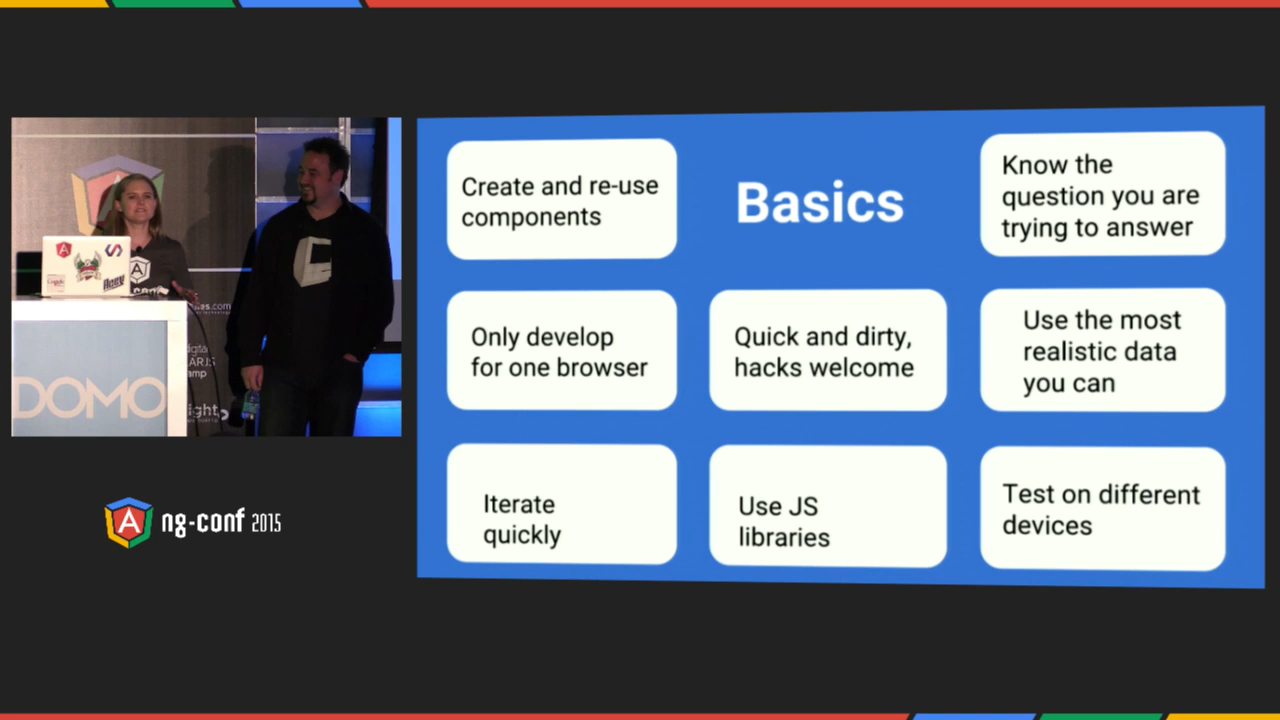 Create and re-use
components
Basics
Know the
question you are
trying to answer
Only develop
for one browser
Quick and dirty,
hacks welcome
Use the most
realistic data
you can
Iterate
quickly
Use JS
libraries
Test on different
devices
A
DOMO
A
ng-conf 2015